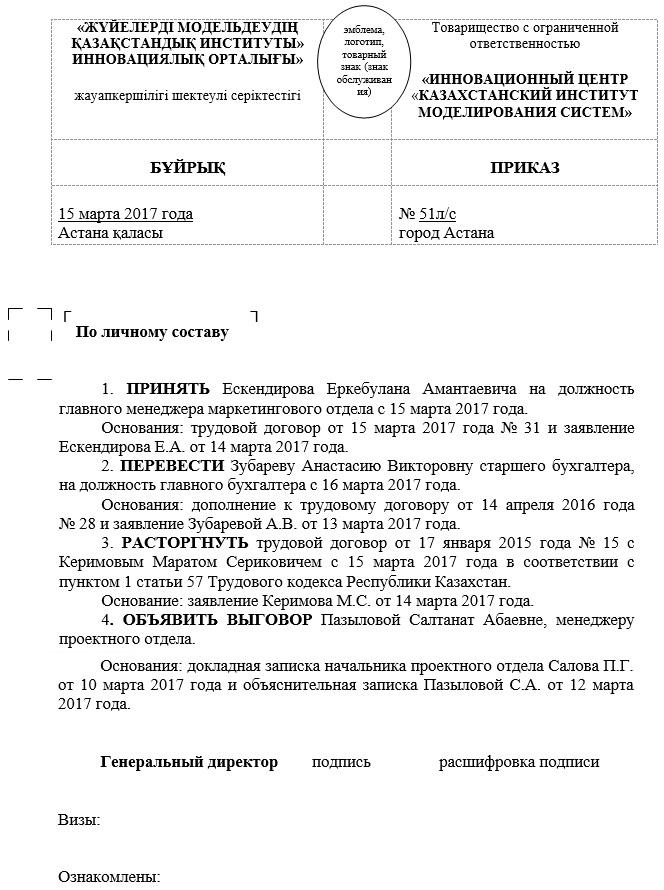 «ЖҮЙЕЛЕРДІ МОДЕЛЬДЕУДІҢ
ҚАЗАҚСТАНДЫҚ ИНСТИТУТЫ»
ИННОВАЦИЯЛЫҚ ОРТАЛЫҒЫ»
жауапкершілігі шектеулі серіктестігі
эмблема,
логотип,
товарный
знак (знак
обслуживан
ия)
Товарищество с ограниченной
ответственностью
«ИННОВАЦИОННЫЙ ЦЕНТР
«КАЗАХСТАНСКИЙ ИНСТИТУТ
МОДЕЛИРОВАНИЯ СИСТЕМ»
БҰЙРЫҚ
ПРИКАЗ
15 марта 2017 года
Астана қаласы
№ 51л/с
город Астана
По личному составу
1. ПРИНЯТЬ Ескендирова Еркебулана Амантаевича на должность
главного менеджера маркетингового отдела с 15 марта 2017 года.
Основания: трудовой договор от 15 марта 2017 года № 31 и заявление
Ескендирова Е.А. от 14 марта 2017 года.
2. ПЕРЕВЕСТИ Зубареву Анастасию Викторовну старшего бухгалтера,
на должность главного бухгалтера с 16 марта 2017 года.
Основания: дополнение к трудовому договору от 14 апреля 2016 года
№ 28 и заявление Зубаревой А.В. от 13 марта 2017 года.
3. РАСТОРГНУТЬ трудовой договор от 17 января 2015 года № 15 с
Керимовым Маратом Сериковичем с 15 марта 2017 года в соответствии с
пунктом 1 статьи 57 Трудового кодекса Республики Казахстан.
Основание: заявление Керимова М.С. от 14 марта 2017 года.
4. ОБЪЯВИТЬ ВЫГОВОР Пазыловой Салтанат Абаевне, менеджеру
проектного отдела.
Основания: докладная записка начальника проектного отдела Салова П.Г.
от 10 марта 2017 года и объяснительная записка Пазыловой С.А. от 12 марта
2017 года.
Генеральный директор подпись расшифровка подписи
Визы:
Ознакомлены: